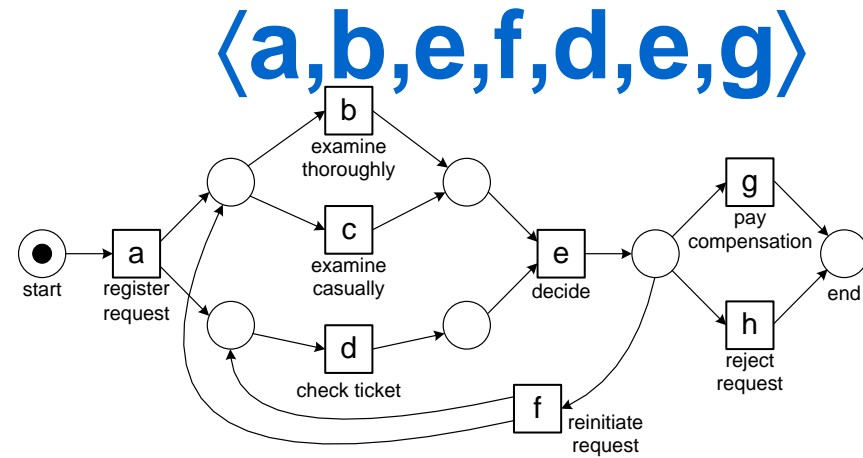 ⟨a,b,e,f,d,e,g⟩
b
examine
thoroughly
g
pay
compensation
c
examine
casually
a
register
request
start
e
decide
end
d
check ticket
h
reject
request
f
reinitiate
request